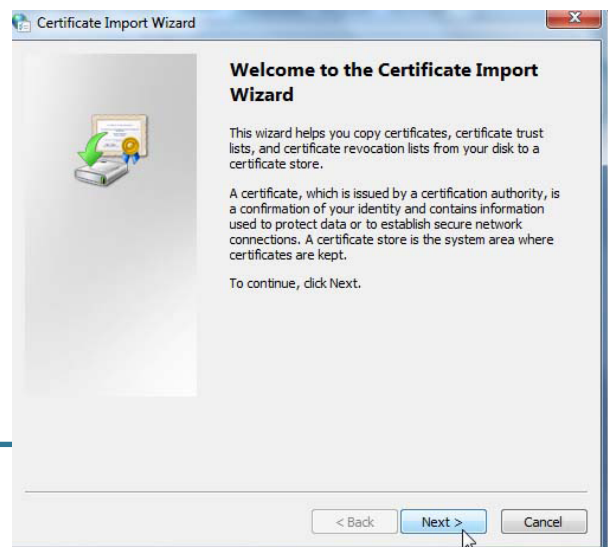 Certificate Import Wizard
Welcome to the Certificate Import
Wizard
This wizard helps you copy certificates, certificate trust
lists, and certificate revocation lists from your disk to a
certificate store.
A certificate, which is issued by a certification authority, is
a confirmation of your identity and contains information
used to protect data or to establish secure network
connections. A certificate store is the system area where
certificates are kept.
To continue, click Next.
< Back Next > Cancel